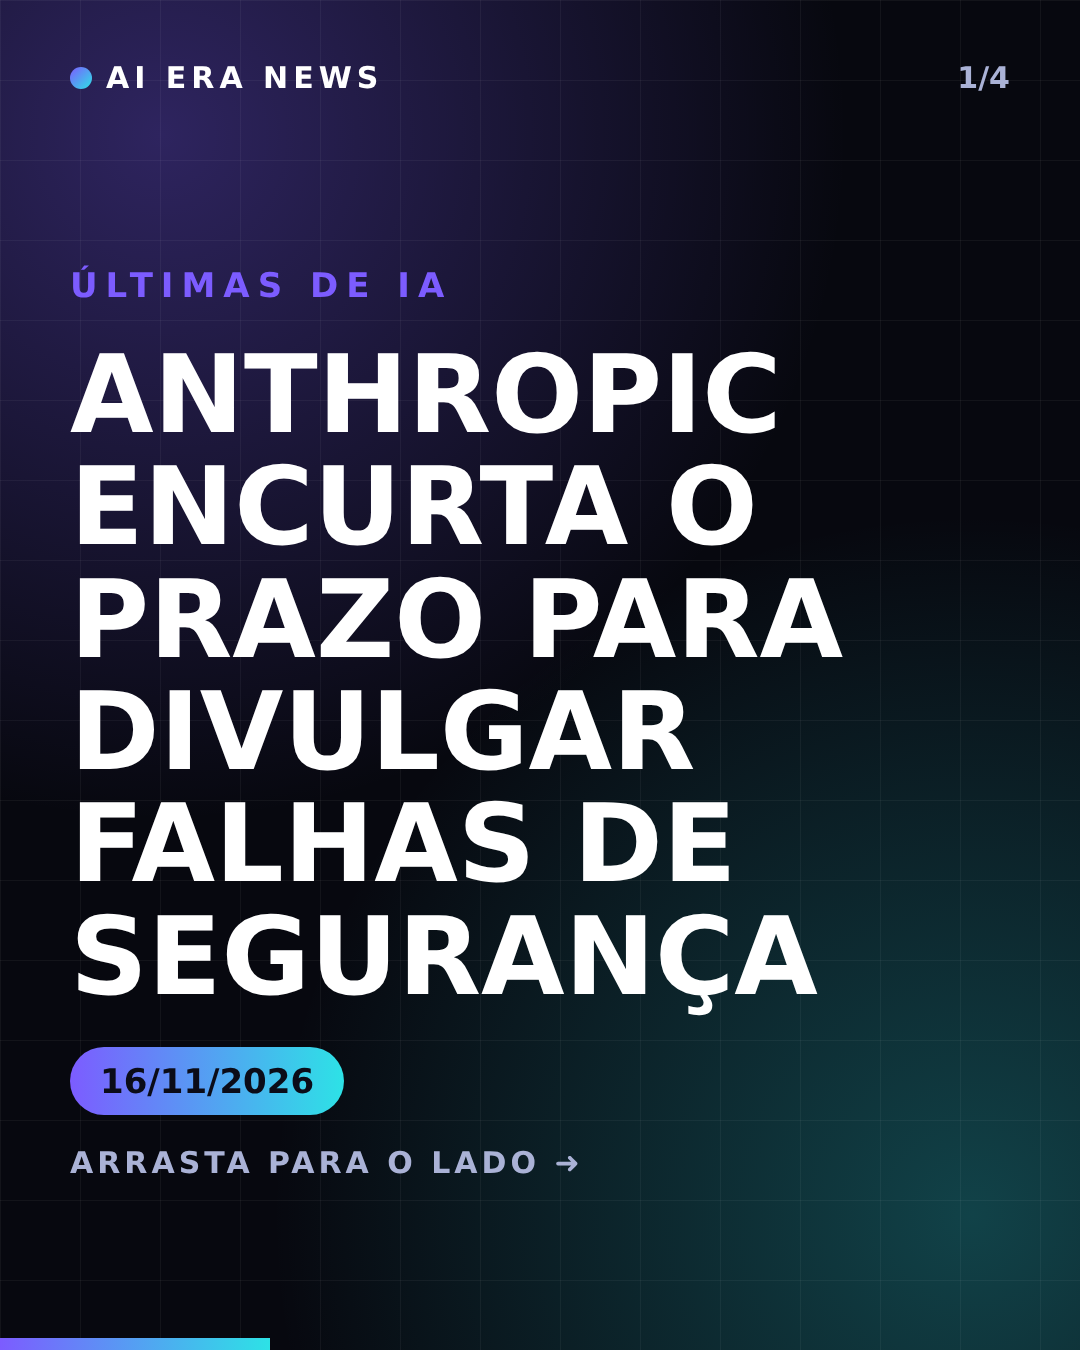 AI ERA NEWS
1/4
ÚLTIMAS DE IA
ANTHROPIC
ENCURTA O
PRAZO PARA
DIVULGAR
FALHAS DE
SEGURANÇA
16/11/2026
ARRASTA PARA O LADO →